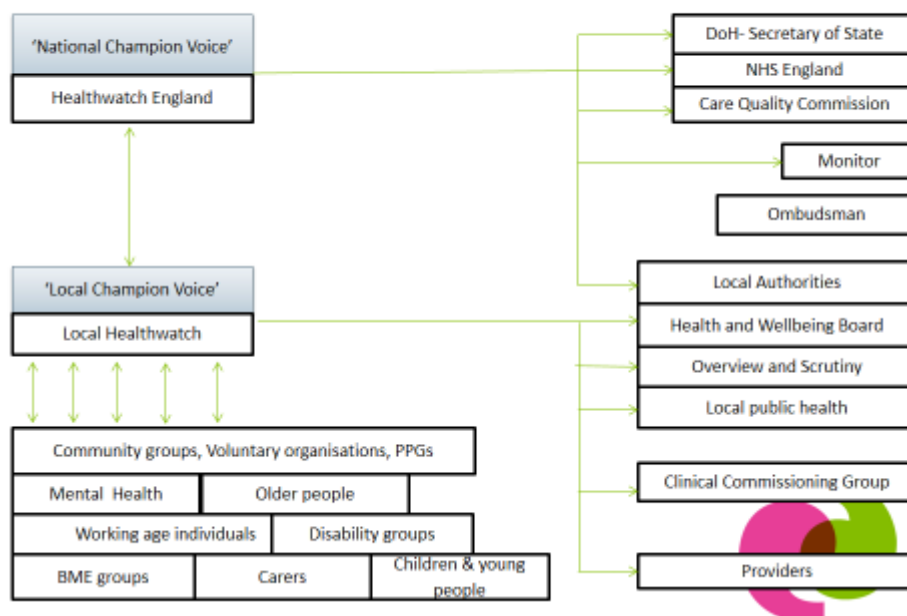 'National Champion Voice'
Healthwatch England
DoH- Secretary of State
NHS England
Care Quality Commission
Monitor
Ombudsman
'Local Champion Voice'
Local Healthwatch
Local Authorities
Health and Wellbeing Board
Overview and Scrutiny
Local public health
Clinical Commissioning Group
Providers
Community groups, Voluntary organisations, PPGs
Mental Health
Older people
Working age individuals
Disability groups
BME groups
Carers
Children & young
people